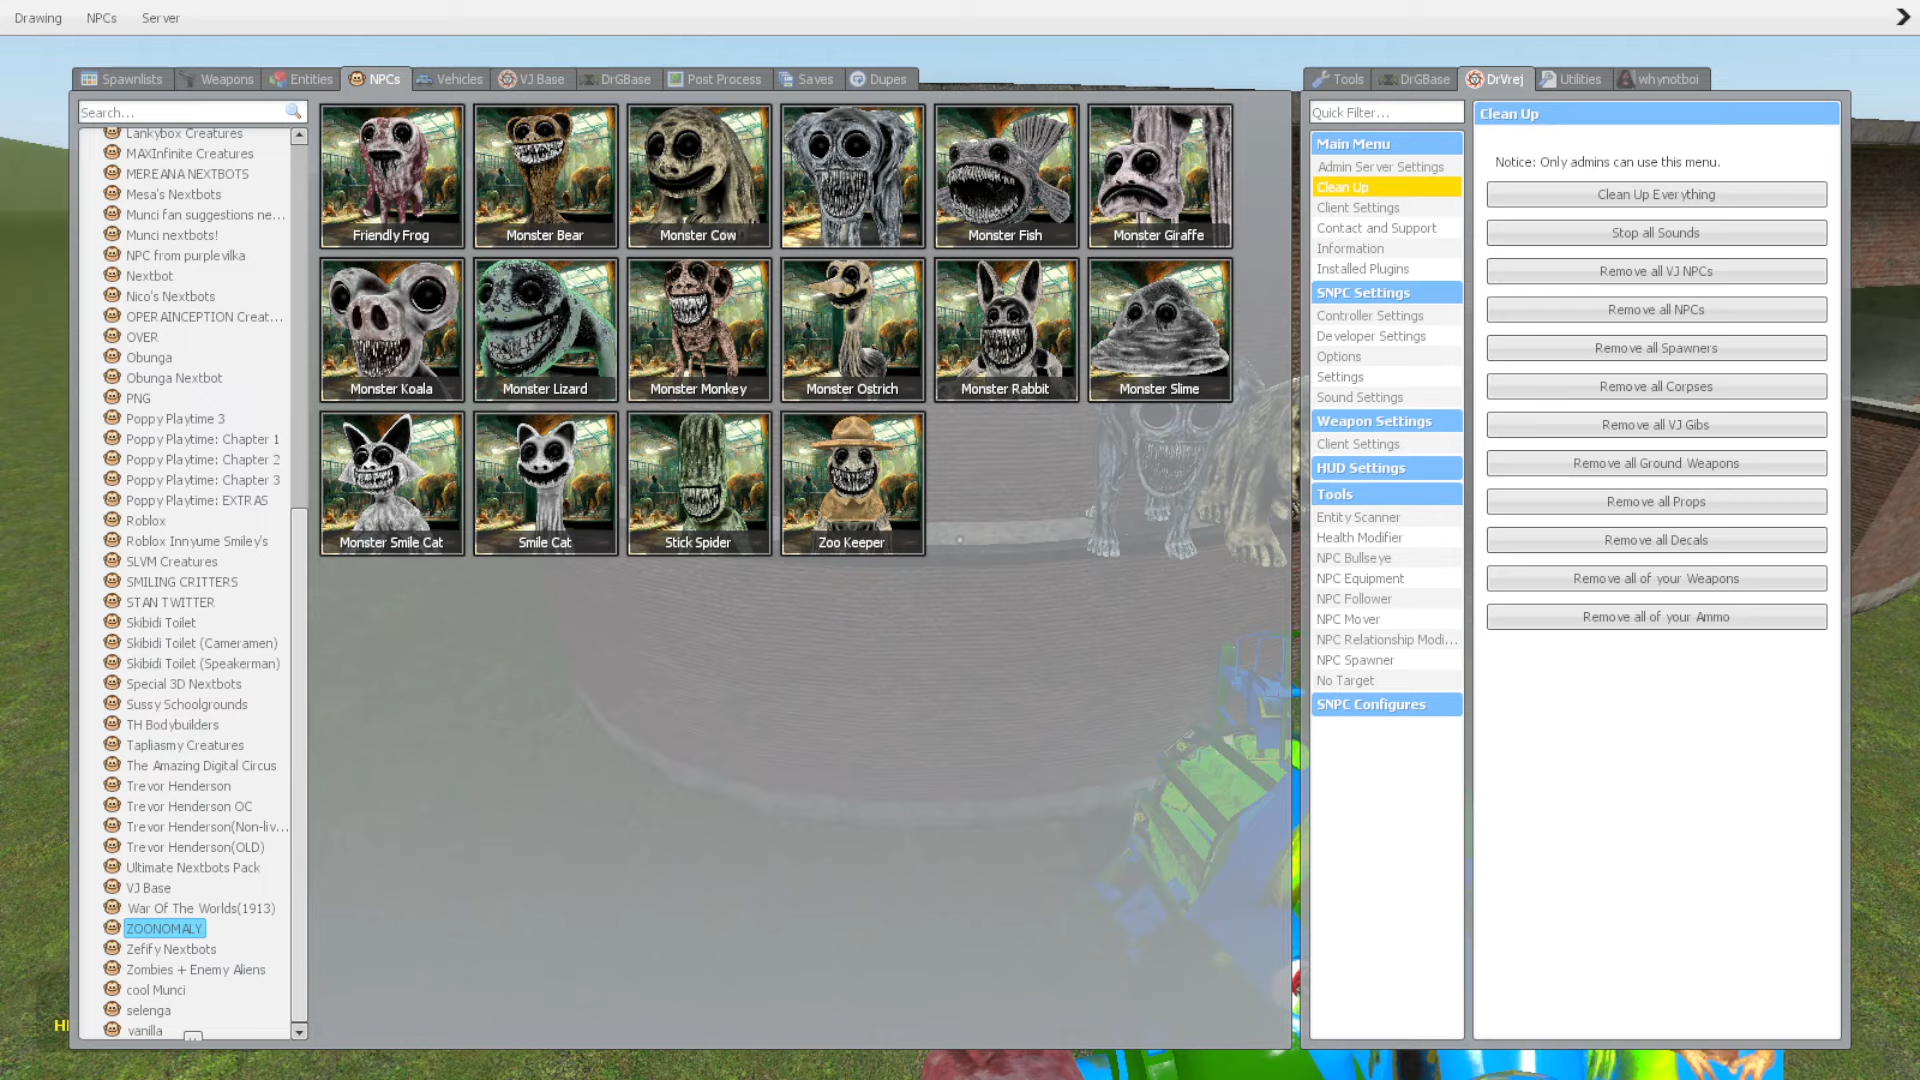 Drawing NPCs Server
Spawnlists Weapons Entities NPCs Vehicles VJ Base DrGBase Post Process Saves Dupes
Search...
Lankybox Creatures
MAXInfinite Creatures
MEREANA NEXTBOTS
Mesa's Nextbots
Munci fan suggestions ne...
Munci nextbots!
NPC from purplevilka
Nextbot
Nico's Nextbots
OPERAINCEPTION Creat...
OVER
Obunga
Obunga Nextbot
PNG
Poppy Playtime 3
Poppy Playtime: Chapter 1
Poppy Playtime: Chapter 2
Poppy Playtime: Chapter 3
Poppy Playtime: EXTRAS
Roblox
Roblox Innyume Smiley's
SLVM Creatures
SMILING CRITTERS
STAN TWITTER
Skibidi Toilet
Skibidi Toilet (Cameramen)
Skibidi Toilet (Speakerman)
Special 3D Nextbots
Sussy Schoolgrounds
TH Bodybuilders
Tapliasmy Creatures
The Amazing Digital Circus
Trevor Henderson
Trevor Henderson OC
Trevor Henderson(Non-liv...
Trevor Henderson(OLD)
Ultimate Nextbots Pack
VJ Base
War Of The Worlds(1913)
ZOONOMALY
Zefify Nextbots
Zombies + Enemy Aliens
cool Munci
selenga
vanilla
Friendly Frog
Monster Bear
Monster Cow
Monster Fish
Monster Giraffe
Monster Koala
Monster Lizard
Monster Monkey
Monster Ostrich
Monster Rabbit
Monster Slime
Monster Smile Cat
Smile Cat
Stick Spider
Zoo Keeper
Tools DrGBase DrVrej Utilities whynotboi
Quick Filter...
Main Menu
Admin Server Settings
Clean Up
Client Settings
Contact and Support
Information
Installed Plugins
SNPC Settings
Controller Settings
Developer Settings
Options
Settings
Sound Settings
Weapon Settings
Client Settings
HUD Settings
Tools
Entity Scanner
Health Modifier
NPC Bullseye
NPC Equipment
NPC Follower
NPC Mover
NPC Relationship Modi...
NPC Spawner
No Target
SNPC Configures
Clean Up
Notice: Only admins can use this menu.
Clean Up Everything
Stop all Sounds
Remove all VJ NPCs
Remove all NPCs
Remove all Spawners
Remove all Corpses
Remove all VJ Gibs
Remove all Ground Weapons
Remove all Props
Remove all Decals
Remove all of your Weapons
Remove all of your Ammo